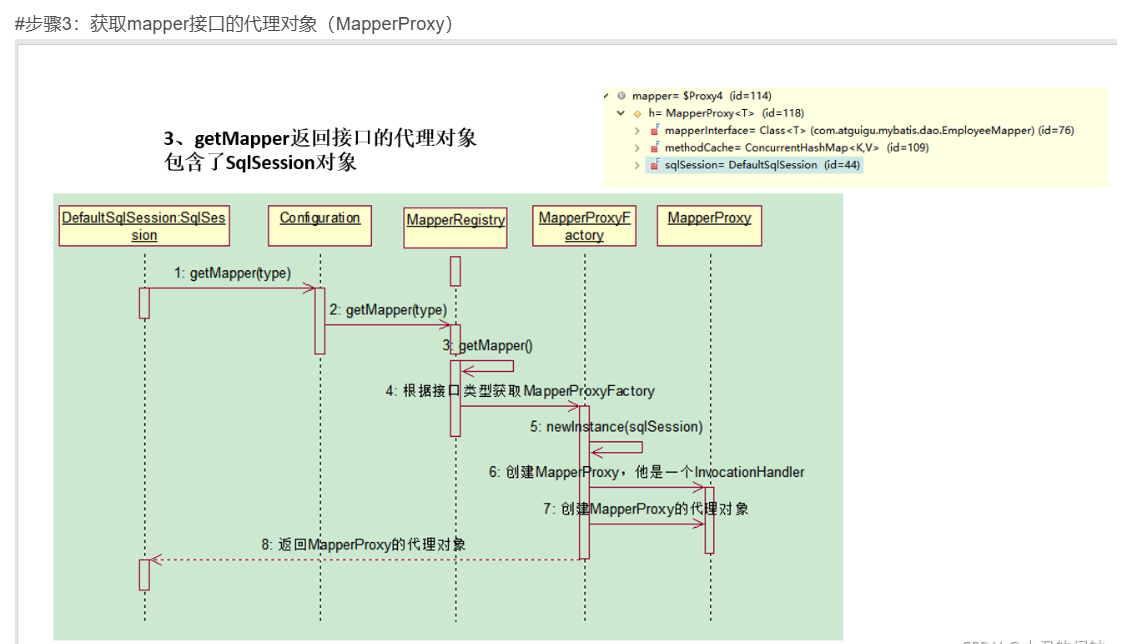 #步骤3：获取mapper接口的代理对象（MapperProxy）
3、getMapper返回接口的代理对象
包含了SqlSession对象
mapper= $Proxy4 (id=114)
h= MapperProxy<T> (id=118)
mapperInterface= Class<T> (com.atguigu.mybatis.dao.EmployeeMapper) (id=76)
methodCache= ConcurrentHashMap<K,V> (id=109)
sqlSession= DefaultSqlSession (id=44)
DefaultSqlSession:SqlSes
sion
Configuration
MapperRegistry
MapperProxyF
actory
MapperProxy
1: getMapper(type)
2: getMapper(type)
3: getMapper()
4: 根据接口类型获取MapperProxyFactory
5: newInstance(sqlSession)
6: 创建MapperProxy，他是一个InvocationHandler
7: 创建MapperProxy的代理对象
8: 返回MapperProxy的代理对象